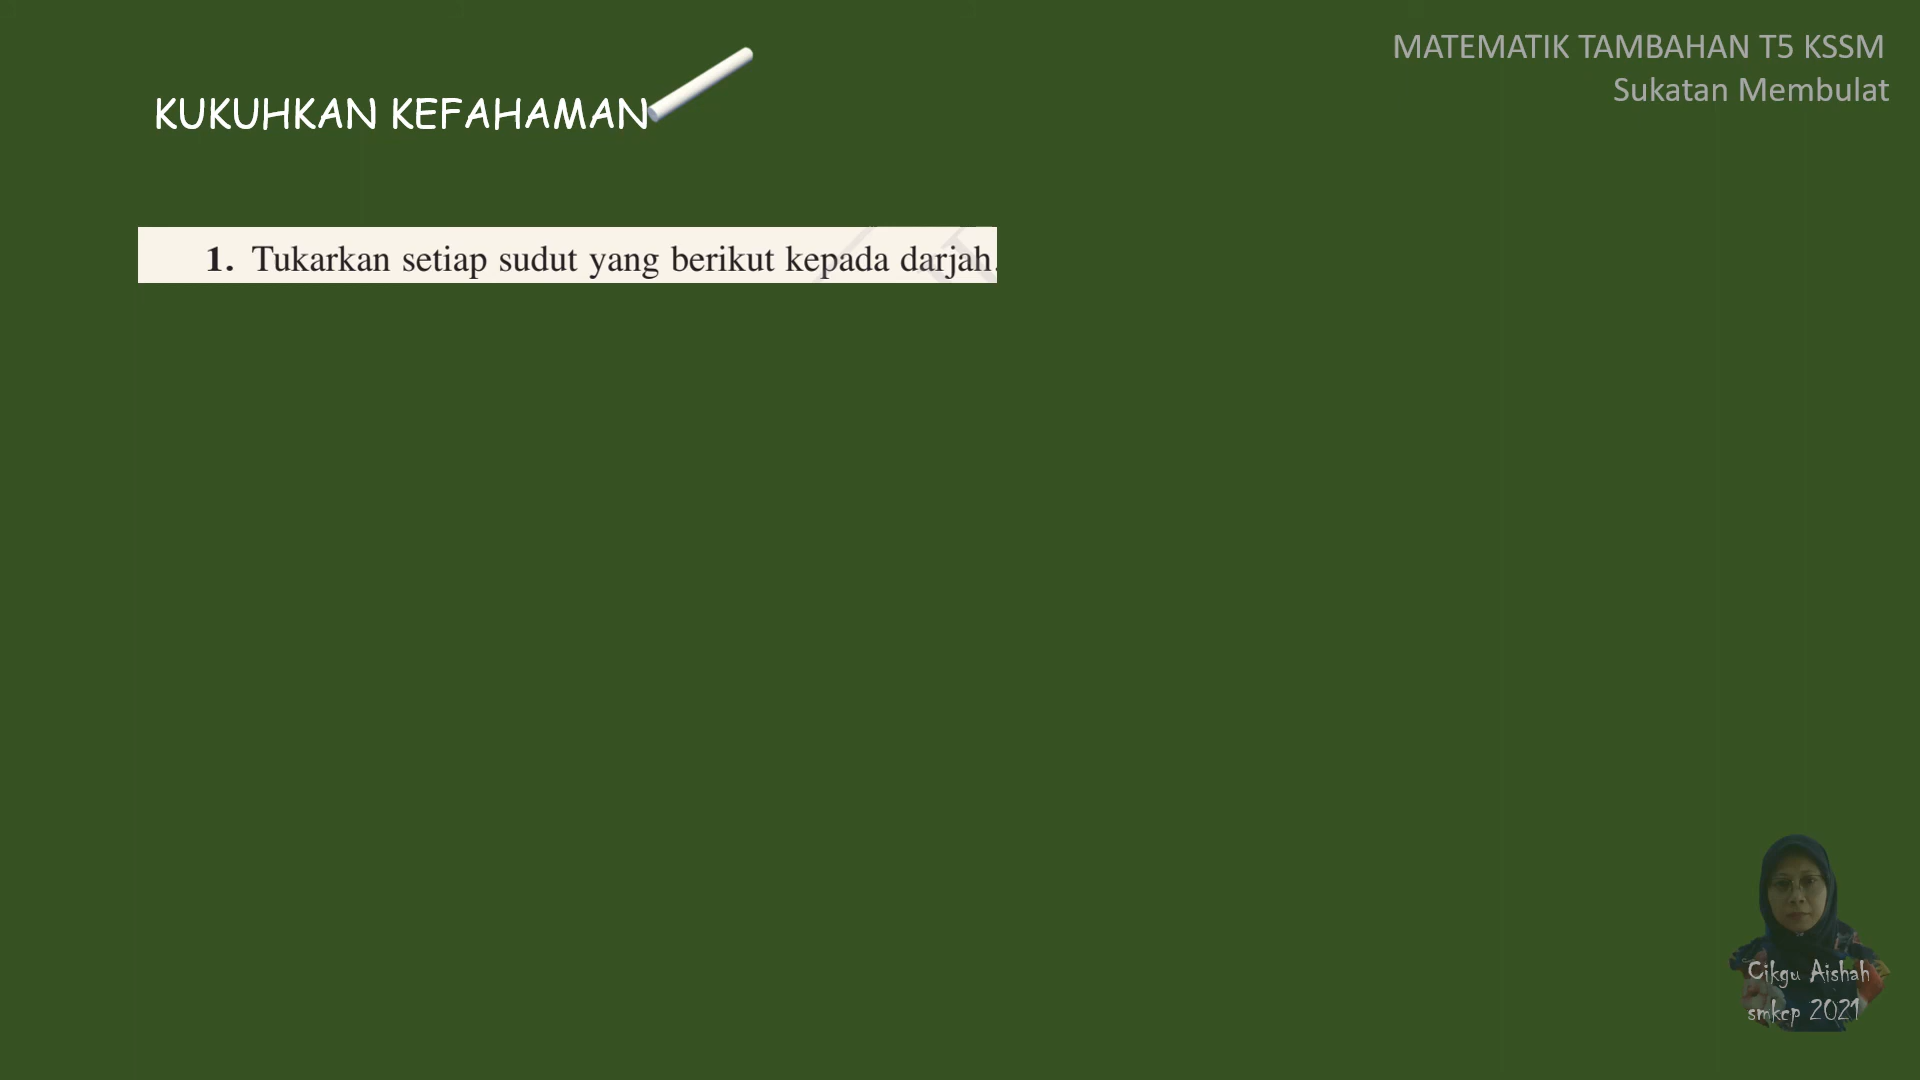 MATEMATIK TAMBAHAN T5 KSSM
Sukatan Membulat
KUKUHKAN KEFAHAMAN
1. Tukarkan setiap sudut yang berikut kepada darjah.
Cikgu Aishah
smkcp 2021